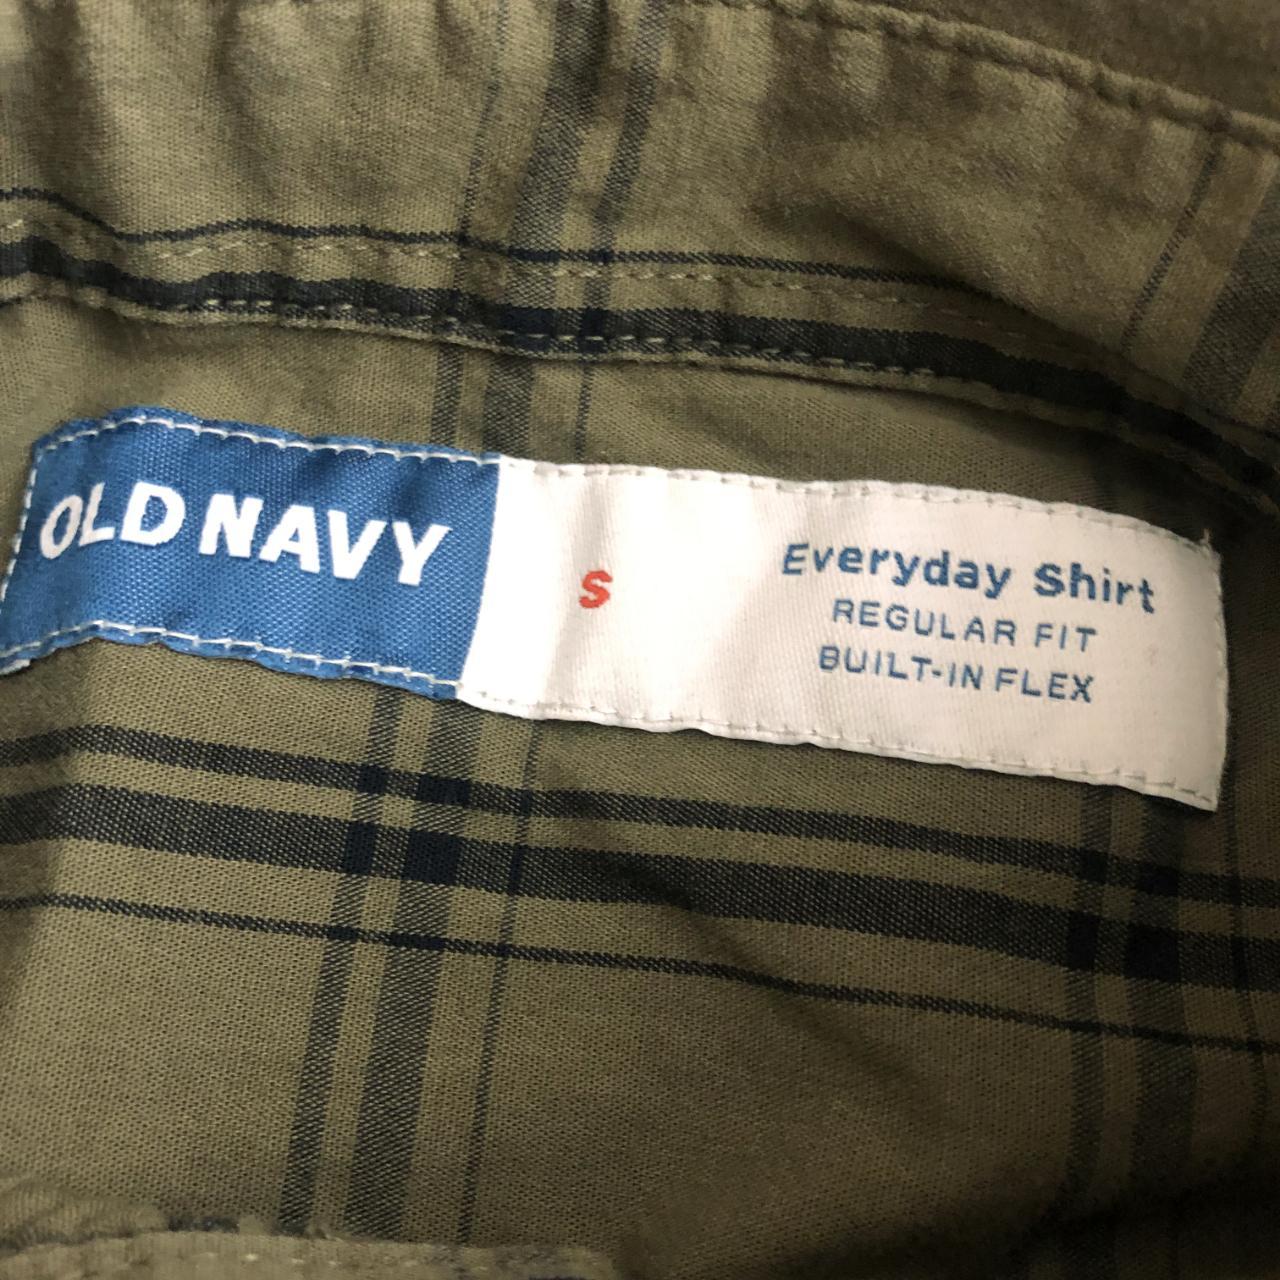 OLD NAVY
S
Everyday Shirt
REGULAR FIT
BUILT-IN FLEX